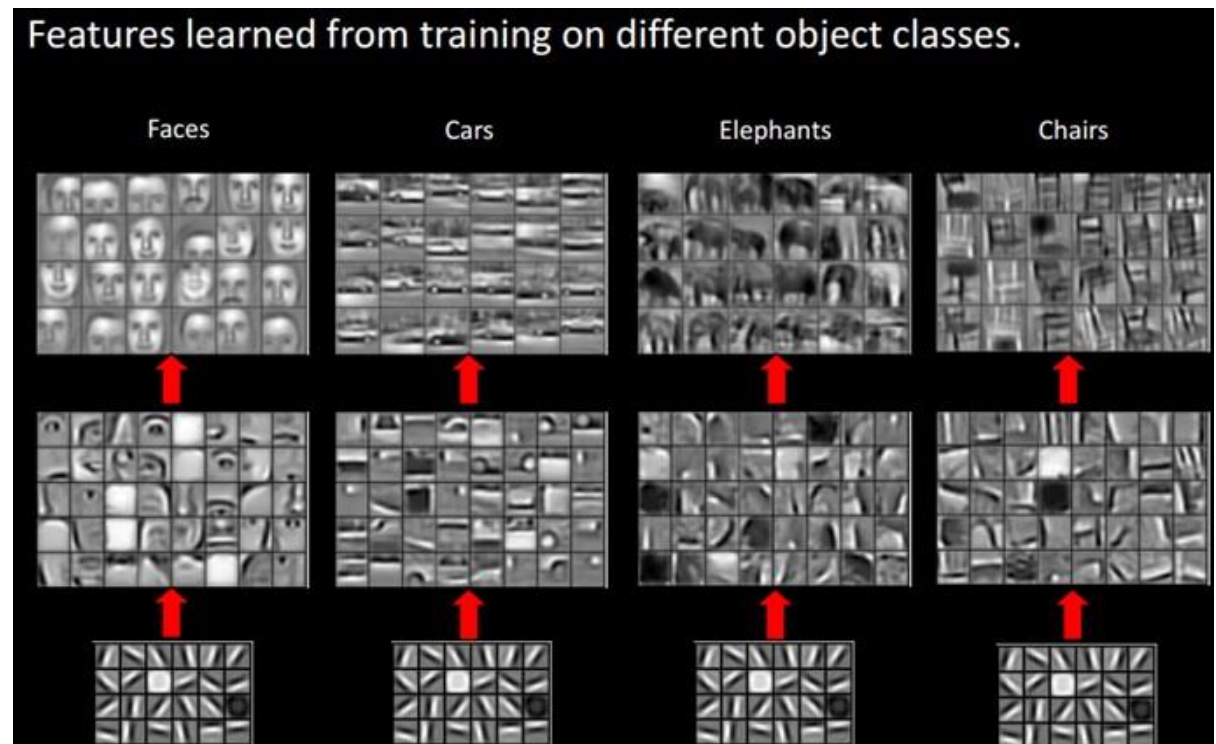 Features learned from training on different object classes.
Faces Cars Elephants Chairs